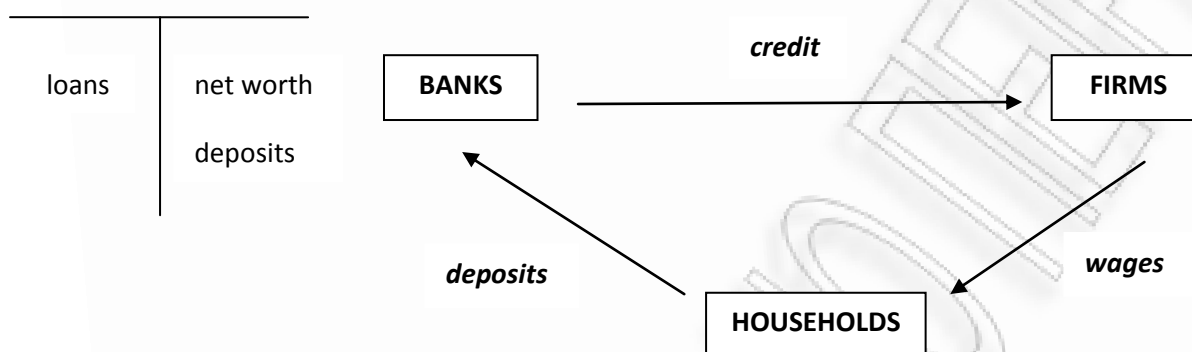 credit
loans
net worth
BANKS
FIRMS
deposits
deposits
wages
HOUSEHOLDS